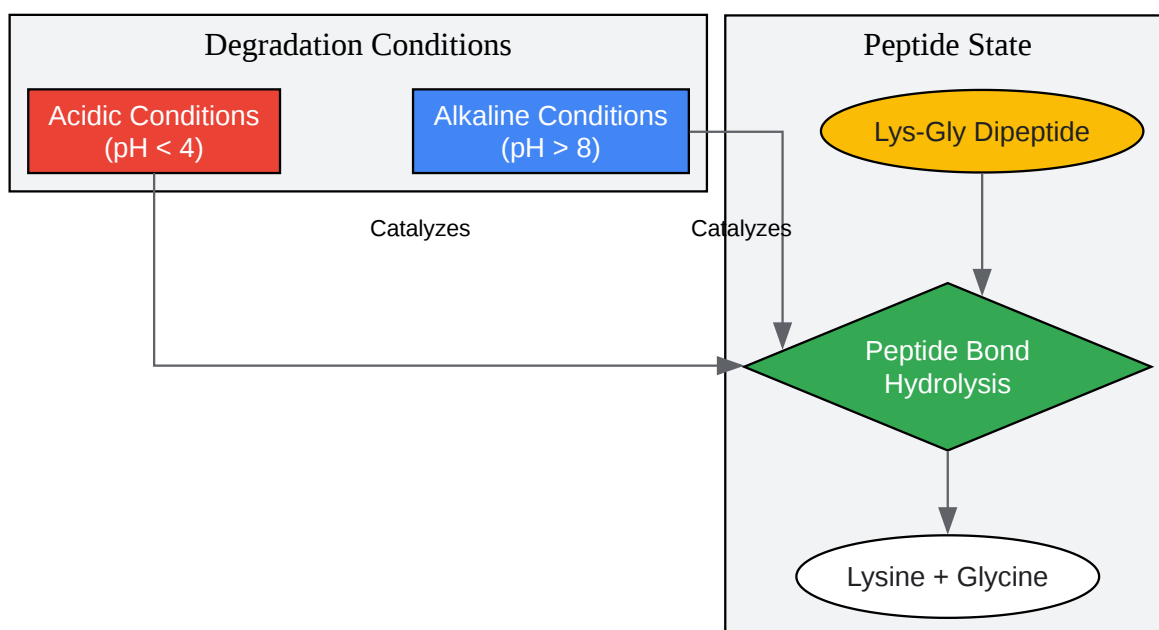 Degradation Conditions
Peptide State
Acidic Conditions
(pH < 4)
Alkaline Conditions
(pH > 8)
Lys-Gly Dipeptide
Catalyzes
Catalyzes
Peptide Bond
Hydrolysis
Lysine + Glycine